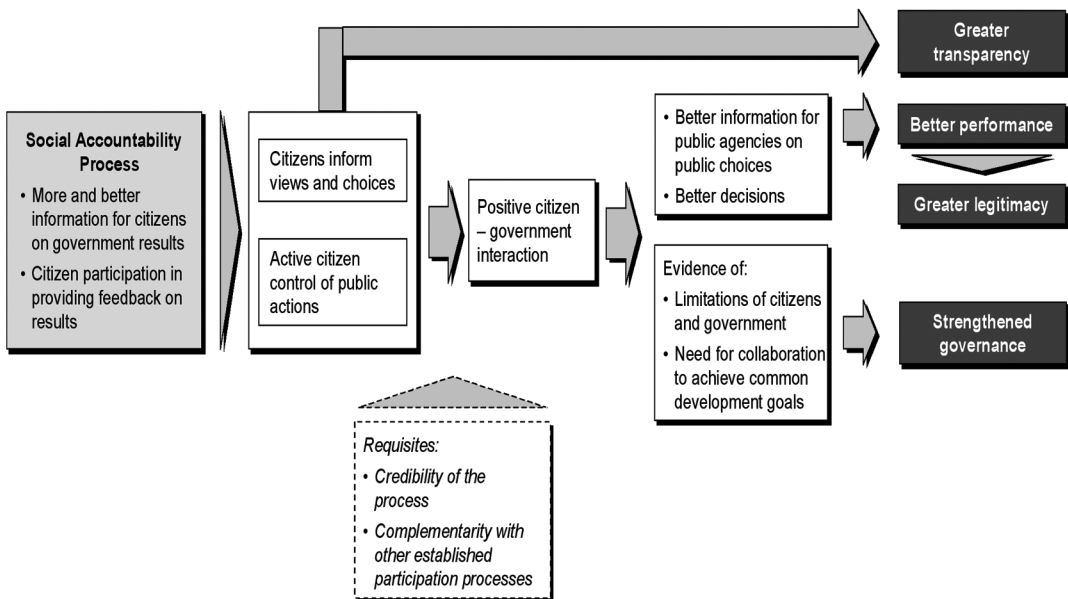 Social Accountability
Process
• More and better
information for citizens
on government results
• Citizen participation in
providing feedback on
results
Citizens inform
views and choices
Active citizen
control of public
actions
Requisites:
• Credibility of the
process
• Complementarity with
other established
participation processes
Positive citizen
– government
interaction
• Better information for
public agencies on
public choices
• Better decisions
Evidence of:
• Limitations of citizens
and government
• Need for collaboration
to achieve common
development goals
Greater
transparency
Better performance
Greater legitimacy
Strengthened
governance